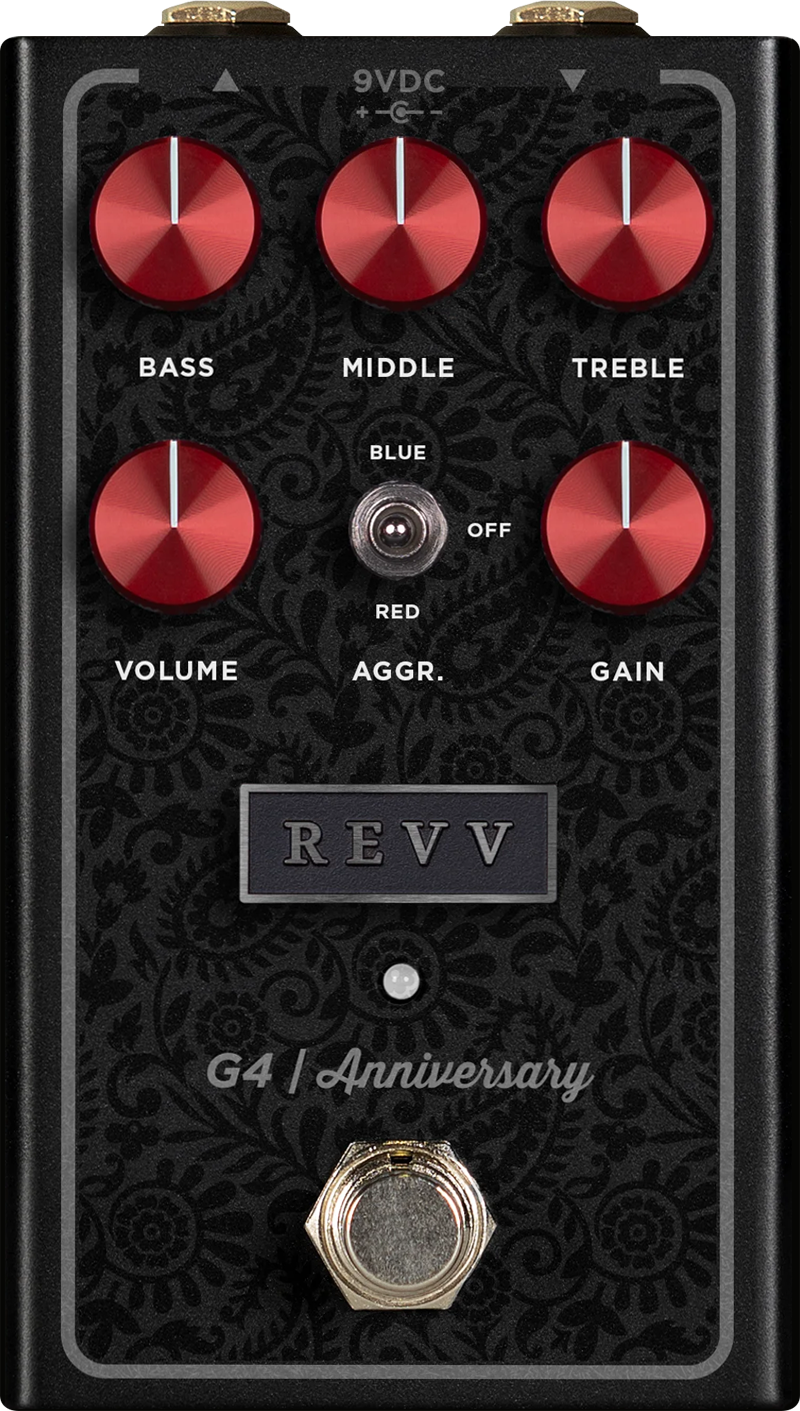 9VDC
BASS MIDDLE TREBLE
BLUE
OFF
RED
VOLUME AGGR. GAIN
REVV
G4 | Anniversary